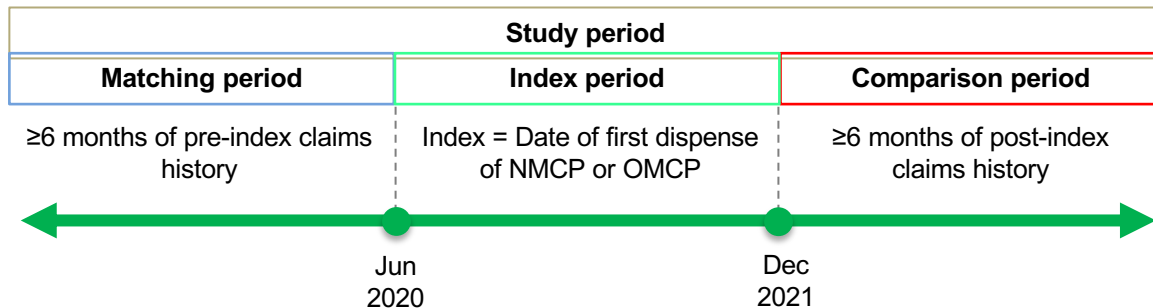 Study period
Matching period
Index period
Comparison period
≥6 months of pre-index claims
history
Index = Date of first dispense
of NMCP or OMCP
≥6 months of post-index
claims history
Jun
2020
Dec
2021